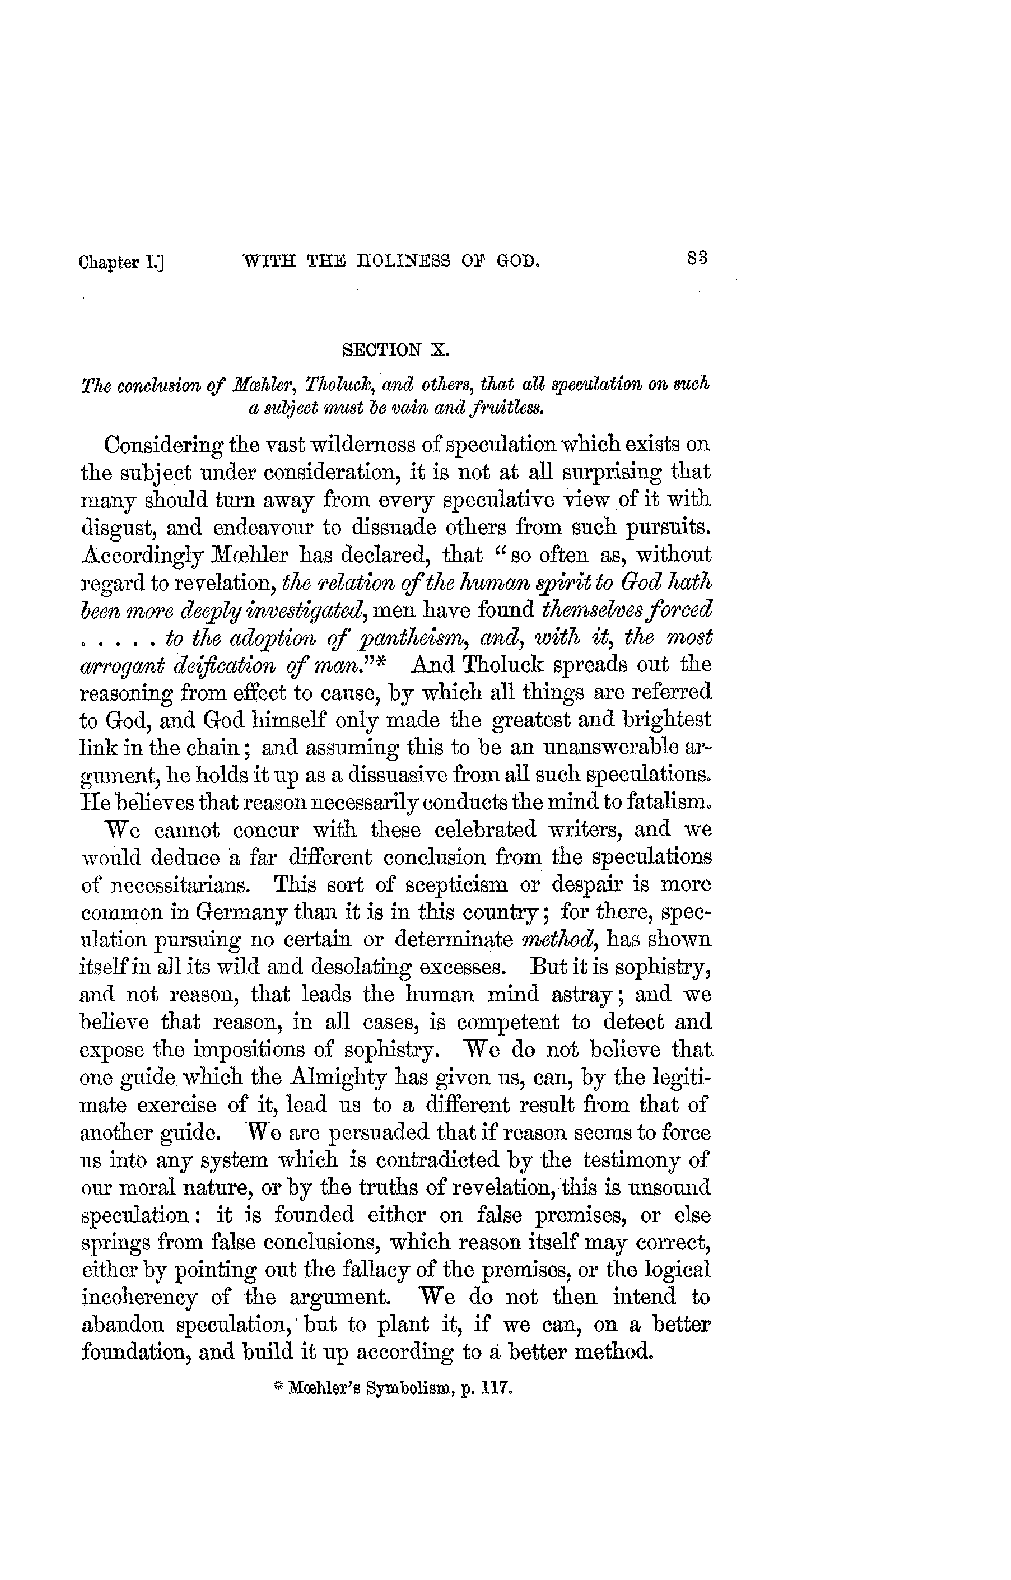 Chapter I.] WITH THE HOLINESS OF GOD. 83
SECTION X.
The conclusion of Mœhler, Tholuck, and others, that all speculation on such
a subject must be vain and fruitless.
Considering the vast wilderness of speculation which exists on
the subject under consideration, it is not at all surprising that
many should turn away from every speculative view of it with
disgust, and endeavour to dissuade others from such pursuits.
Accordingly Mœhler has declared, that "so often as, without
regard to revelation, the relation of the human spirit to God hath
been more deeply investigated, men have found themselves forced
. . . . . to the adoption of pantheism, and, with it, the most
arrogant deification of man."* And Tholuck spreads out the
reasoning from effect to cause, by which all things are referred
to God, and God himself only made the greatest and brightest
link in the chain; and assuming this to be an unanswerable ar-
gument, he holds it up as a dissuasive from all such speculations.
He believes that reason necessarily conducts the mind to fatalism.
We cannot concur with these celebrated writers, and we
would deduce a far different conclusion from the speculations
of necessitarians. This sort of scepticism or despair is more
common in Germany than it is in this country; for there, spec-
ulation pursuing no certain or determinate method, has shown
itself in all its wild and desolating excesses. But it is sophistry,
and not reason, that leads the human mind astray; and we
believe that reason, in all cases, is competent to detect and
expose the impositions of sophistry. We do not believe that
one guide which the Almighty has given us, can, by the legiti-
mate exercise of it, lead us to a different result from that of
another guide. We are persuaded that if reason seems to force
us into any system which is contradicted by the testimony of
our moral nature, or by the truths of revelation, this is unsound
speculation: it is founded either on false premises, or else
springs from false conclusions, which reason itself may correct,
either by pointing out the fallacy of the premises, or the logical
incoherency of the argument. We do not then intend to
abandon speculation, but to plant it, if we can, on a better
foundation, and build it up according to a better method.
* Mœhler's Symbolism, p. 117.